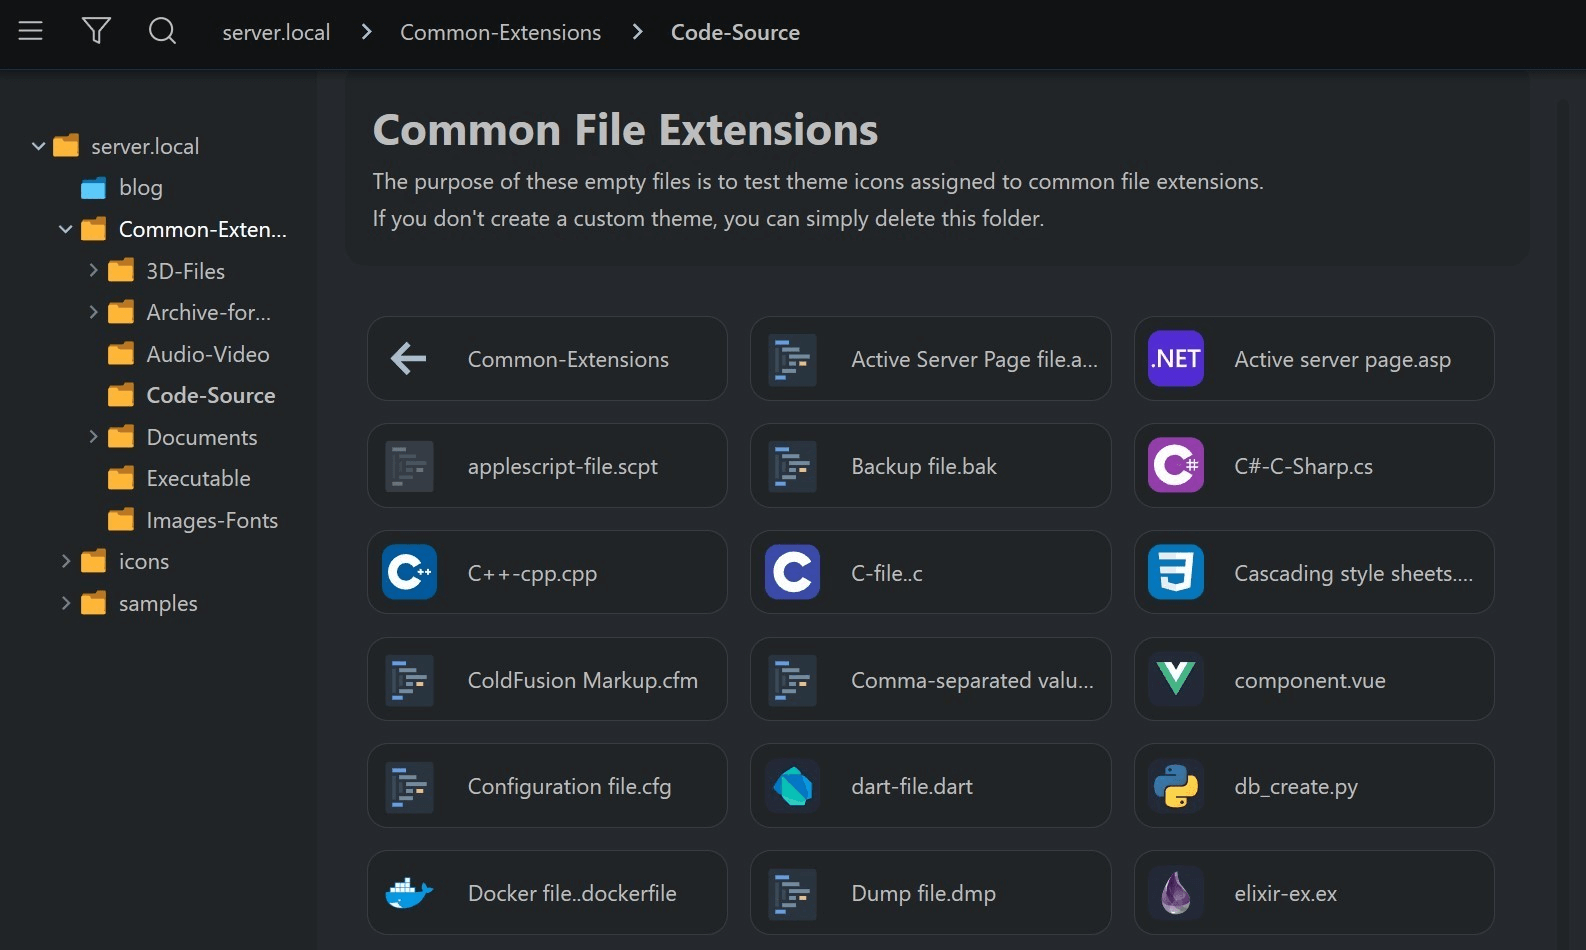 server.local
Common-Extensions
Code-Source
server.local
blog
Common-Exten...
3D-Files
Archive-for...
Audio-Video
Code-Source
Documents
Executable
Images-Fonts
icons
samples
Common File Extensions
The purpose of these empty files is to test theme icons assigned to common file extensions.
If you don't create a custom theme, you can simply delete this folder.
Common-Extensions
Active Server Page file.a...
.NET
Active server page.asp
applescript-file.scpt
Backup file.bak
C#
C#-C-Sharp.cs
C++
C++-cpp.cpp
C
C-file..c
3
Cascading style sheets....
ColdFusion Markup.cfm
Comma-separated valu...
component.vue
Configuration file.cfg
dart-file.dart
db_create.py
Docker file..dockerfile
Dump file.dmp
elixir-ex.ex